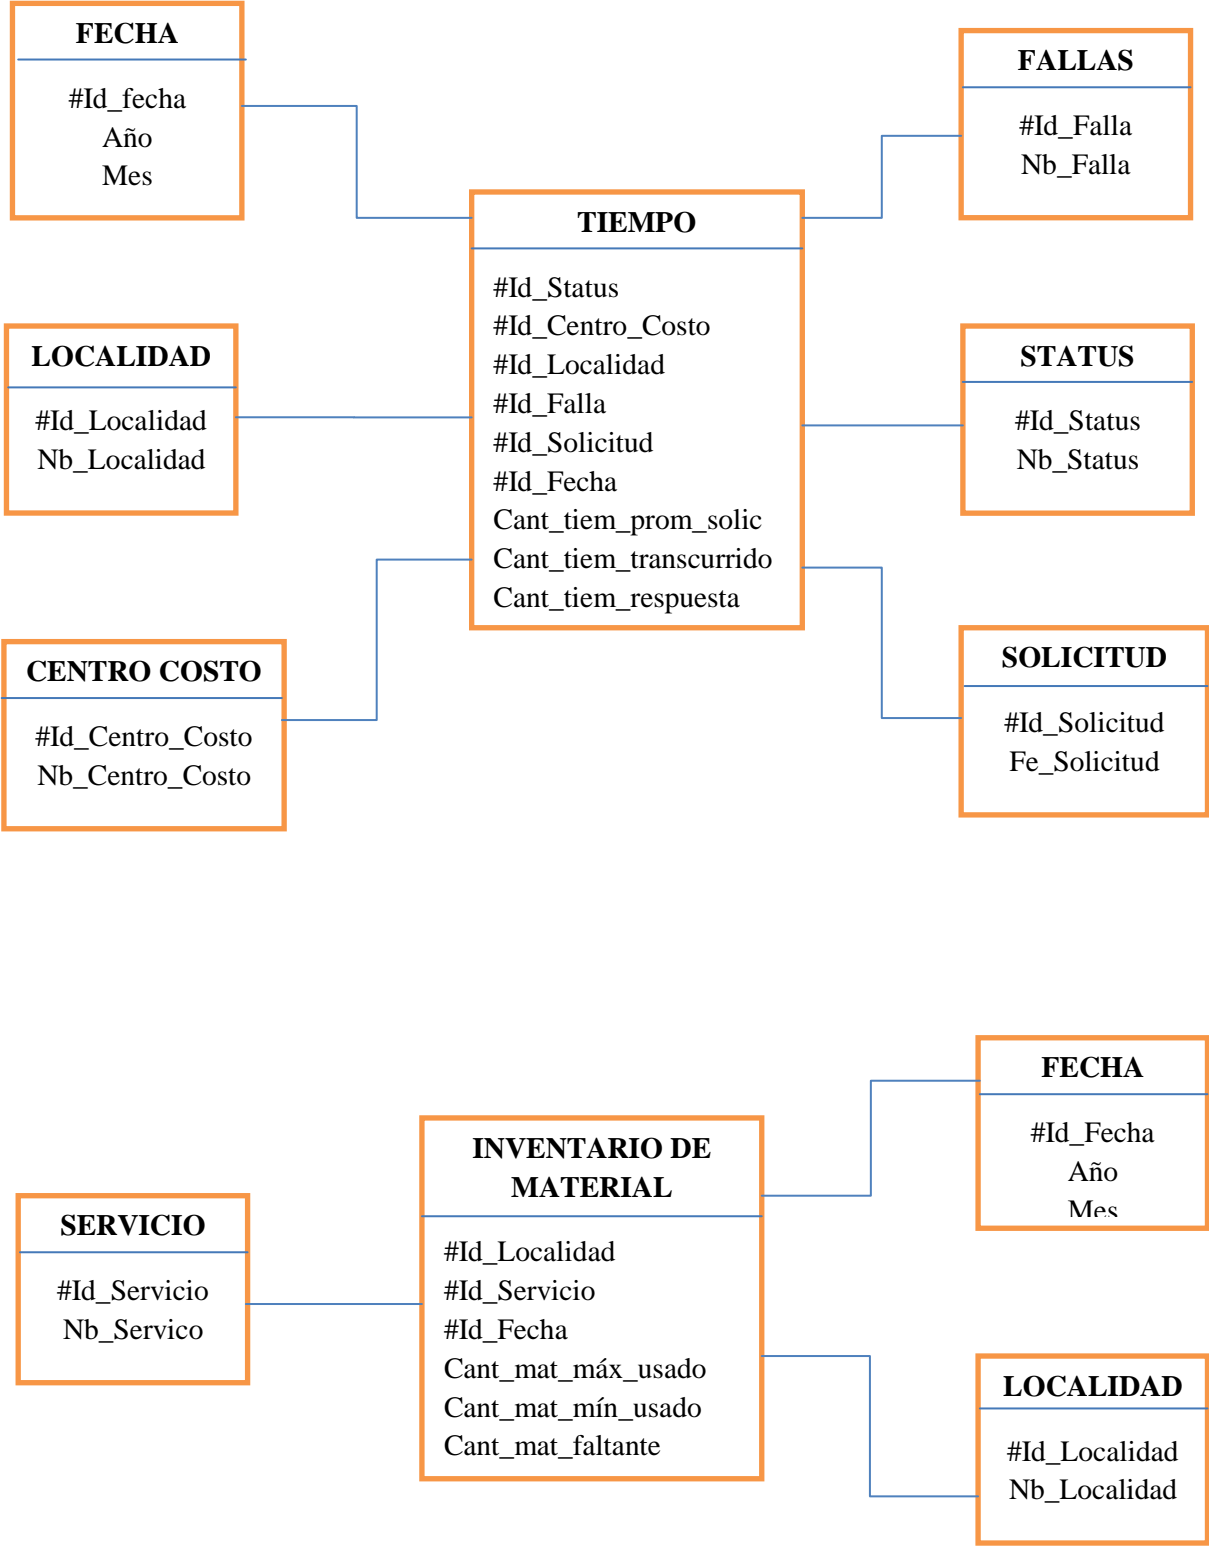 FECHA
#Id_fecha
Año
Mes
FALLAS
#Id_Falla
Nb_Falla
TIEMPO
#Id_Status
#Id_Centro_Costo
#Id_Localidad
#Id_Falla
#Id_Solicitud
#Id_Fecha
Cant_tiem_prom_solic
Cant_tiem_transcurrido
Cant_tiem_respuesta
LOCALIDAD
#Id_Localidad
Nb_Localidad
STATUS
#Id_Status
Nb_Status
CENTRO COSTO
#Id_Centro_Costo
Nb_Centro_Costo
SOLICITUD
#Id_Solicitud
Fe_Solicitud
FECHA
#Id_Fecha
Año
Mes
INVENTARIO DE
MATERIAL
#Id_Localidad
#Id_Servicio
#Id_Fecha
Cant_mat_máx_usado
Cant_mat_mín_usado
Cant_mat_faltante
SERVICIO
#Id_Servicio
Nb_Servico
LOCALIDAD
#Id_Localidad
Nb_Localidad